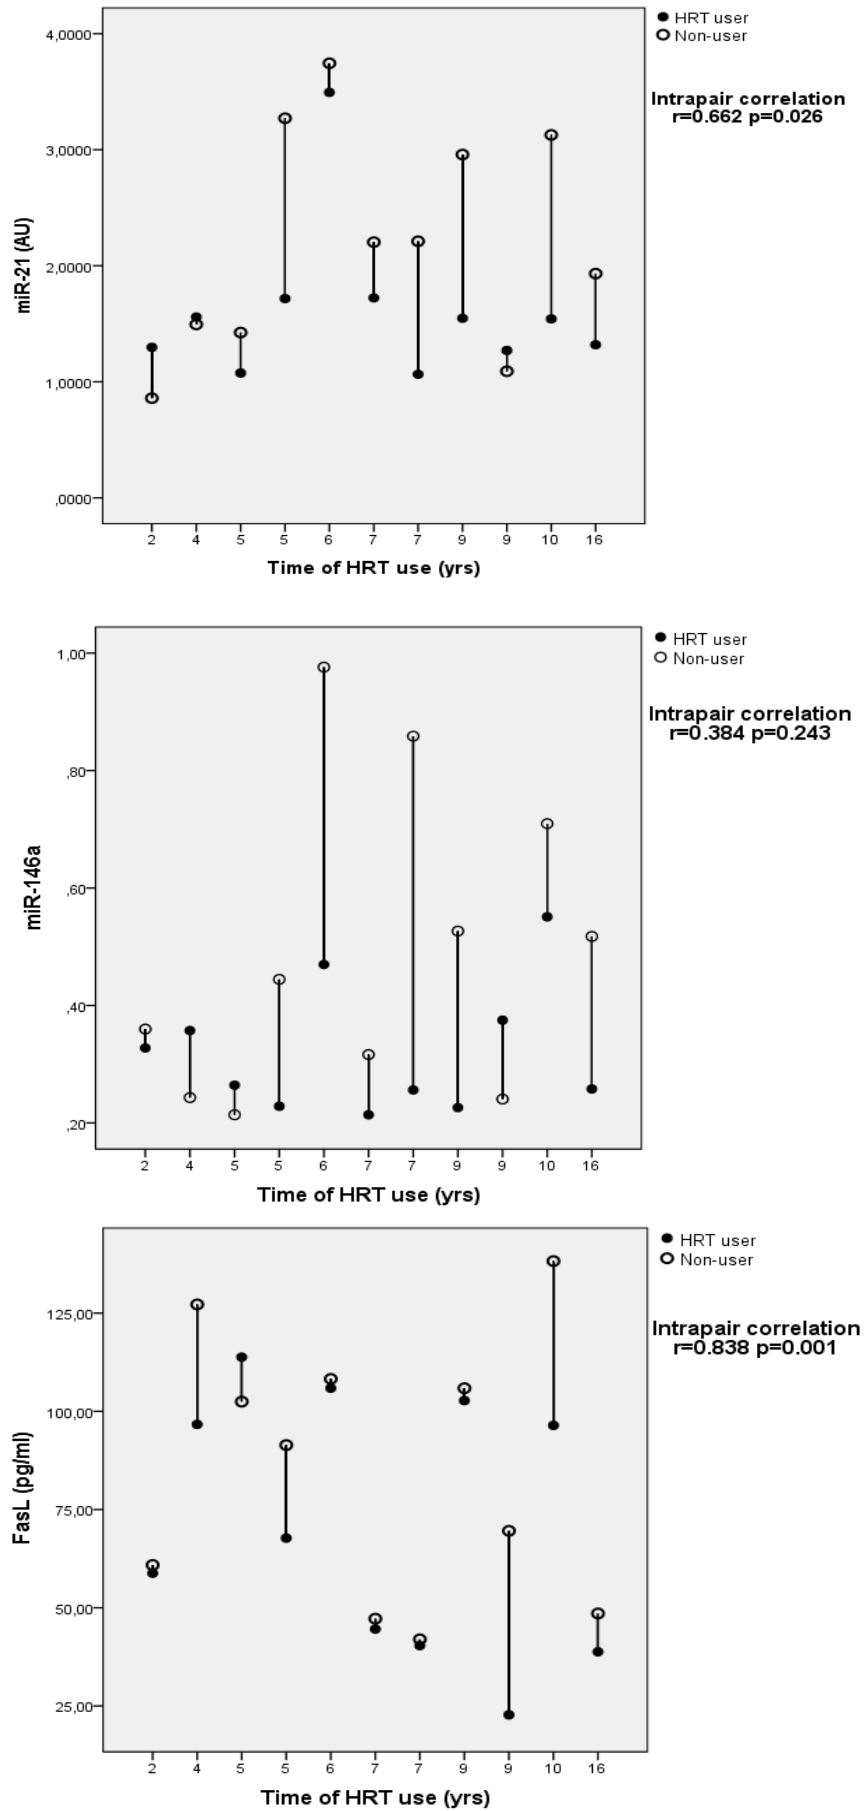 HRT user
Non-user
Intrapair correlation
r=0.662 p=0.026
miR-21 (AU)
4,0000
3,0000
2,0000
1,0000
,0000
2 4 5 5 6 7 7 9 9 10 16
Time of HRT use (yrs)
HRT user
Non-user
Intrapair correlation
r=0.384 p=0.243
miR-146a
1,00
,80
,60
,40
,20
2 4 5 5 6 7 7 9 9 10 16
Time of HRT use (yrs)
HRT user
Non-user
Intrapair correlation
r=0.838 p=0.001
FasL (pg/ml)
125,00
100,00
75,00
50,00
25,00
2 4 5 5 6 7 7 9 9 10 16
Time of HRT use (yrs)